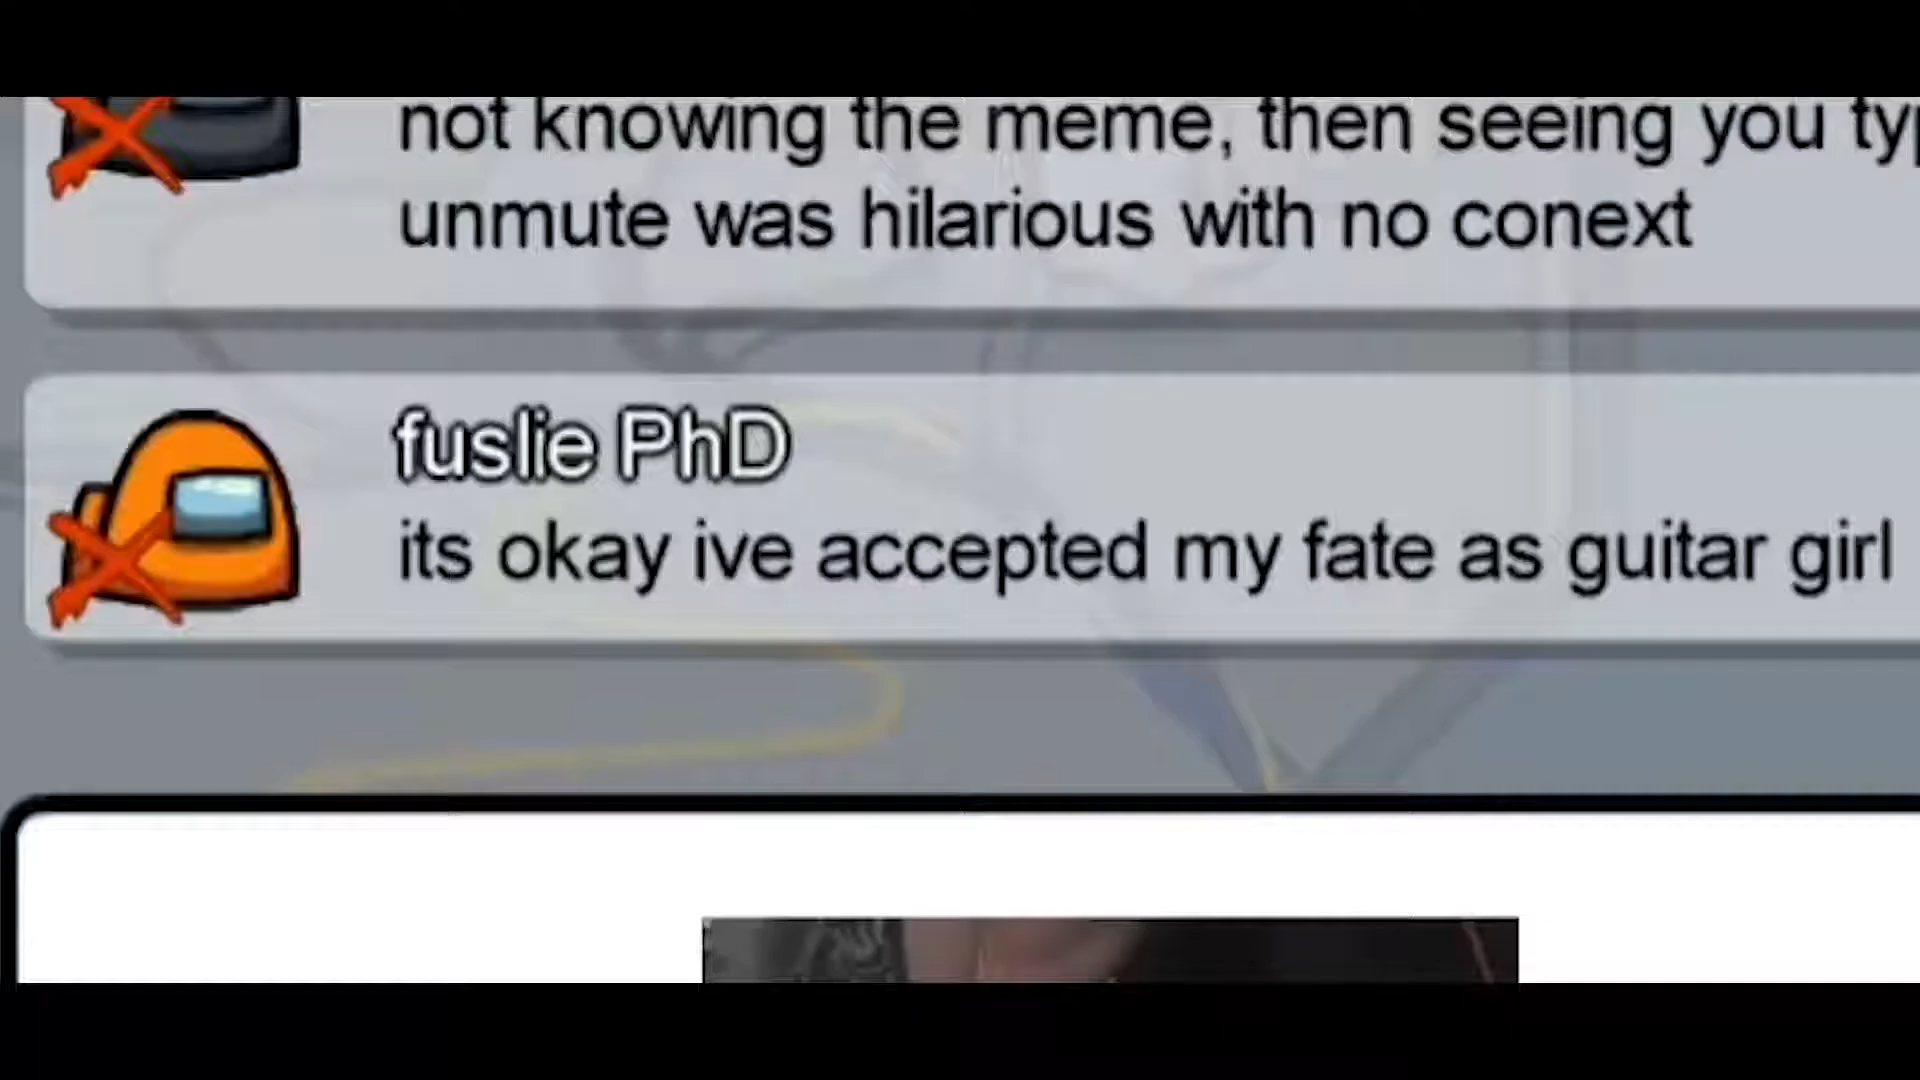 not knowing the meme, then seeing you
unmute was hilarious with no conext
fuslie PhD
its okay ive accepted my fate as guitar girl